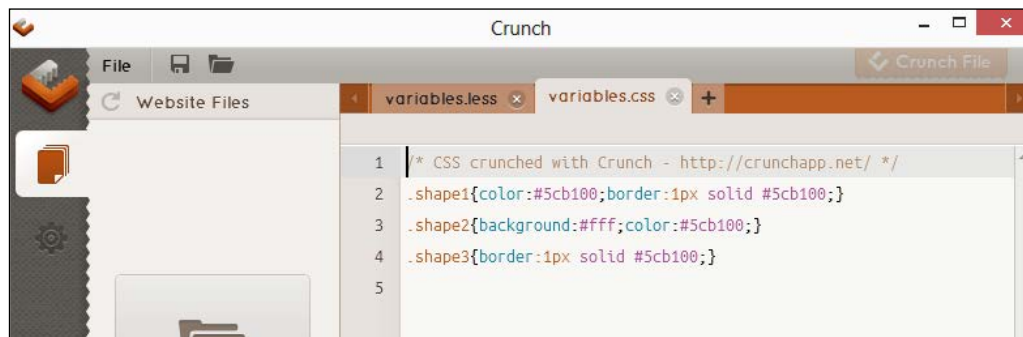 Crunch
File
Crunch File
Website Files
variables.less
variables.css
1 /* CSS crunched with Crunch - http://crunchapp.net/ */
2 .shape1{color:#5cb100;border:1px solid #5cb100;}
3 .shape2{background:#fff;color:#5cb100;}
4 .shape3{border:1px solid #5cb100;}
5